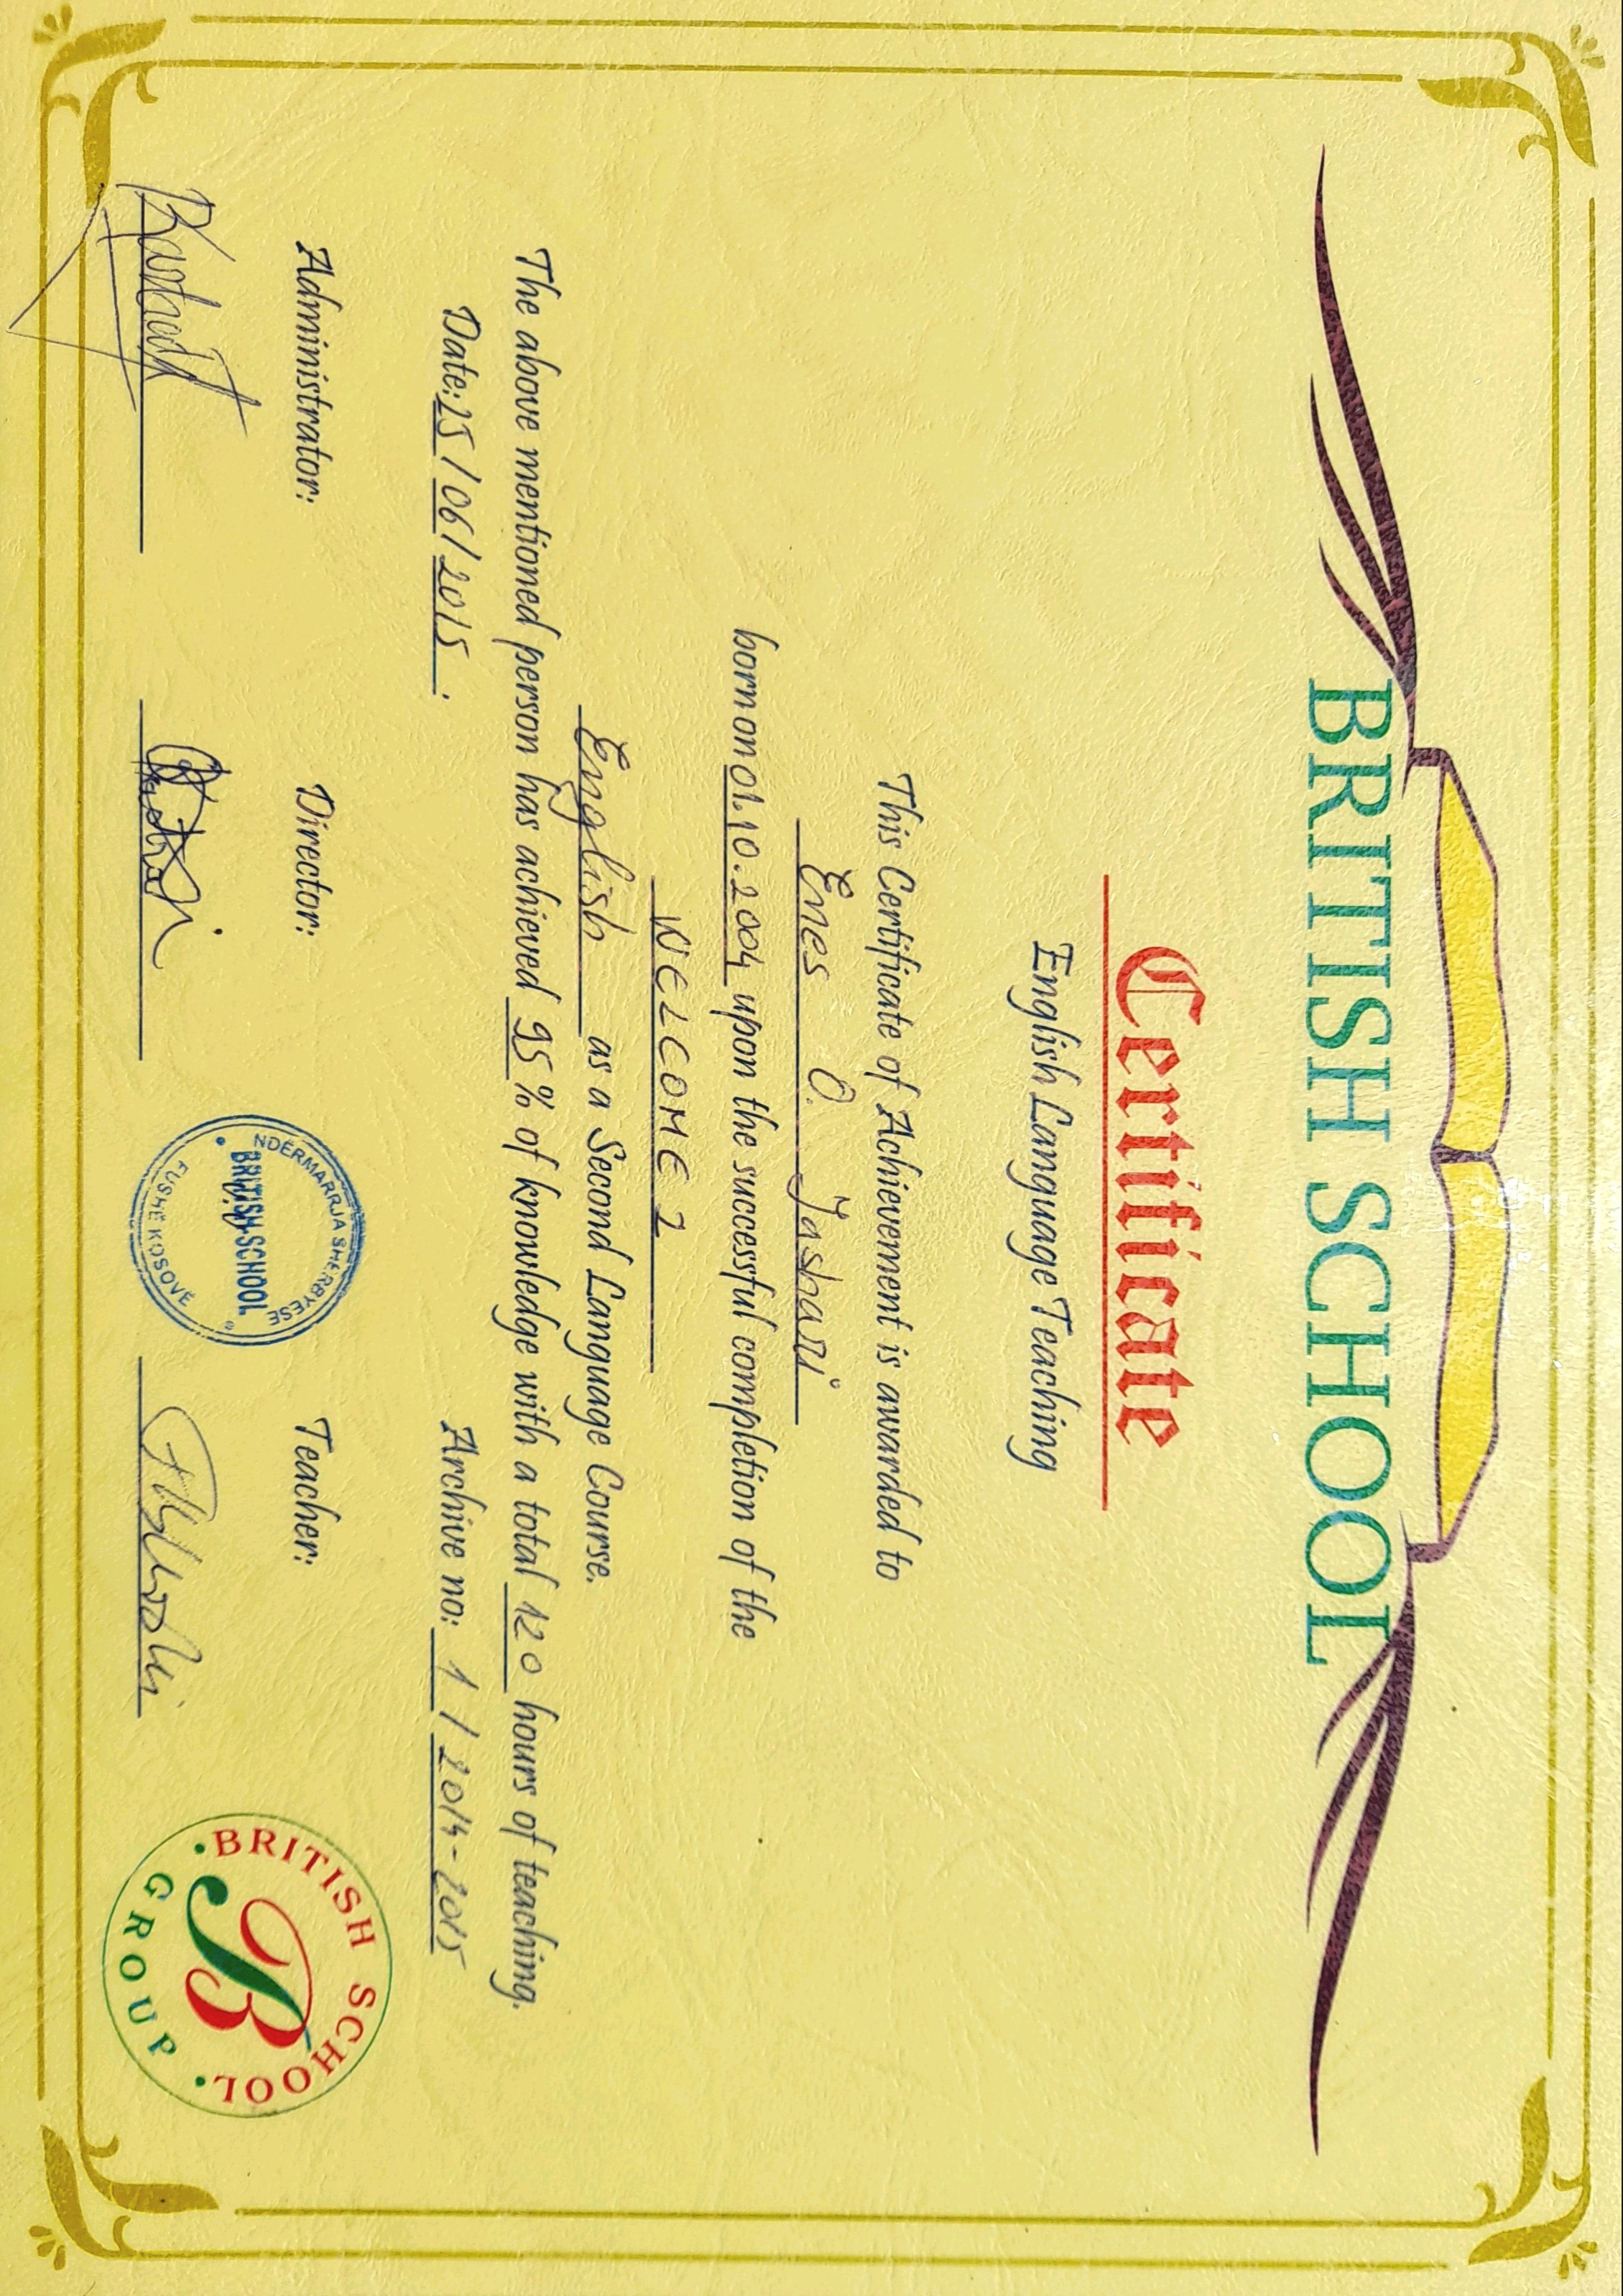 BRITISH SCHOOL
Certificate
English Language Teaching
This Certificate of Achievement is awarded to
Enes O. Jashari
born on 01.10.2004 upon the successful completion of the
WELCOME 2
English as a Second Language Course.
The above mentioned person has achieved 95% of knowledge with a total 120 hours of teaching.
Date: 25/06/2015.
Archive no: 1 / 2014-2015
Administrator:
Director:
Teacher:
NDËRMARRJA SHËRBYESE
BRITISH-SCHOOL
FUSHË KOSOVË
BRITISH SCHOOL
B
GROUP